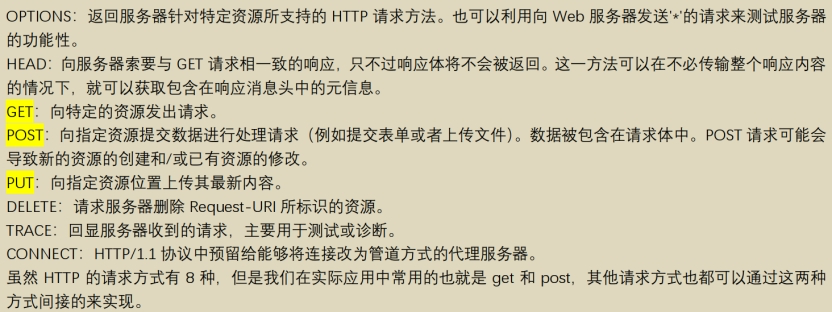 OPTIONS：返回服务器针对特定资源所支持的 HTTP 请求方法。也可以利用向 Web 服务器发送'*'的请求来测试服务器
的功能性。
HEAD：向服务器索要与 GET 请求相一致的响应，只不过响应体将不会被返回。这一方法可以在不必传输整个响应内容
的情况下，就可以获取包含在响应消息头中的元信息。
GET：向特定的资源发出请求。
POST：向指定资源提交数据进行处理请求（例如提交表单或者上传文件）。数据被包含在请求体中。POST 请求可能会
导致新的资源的创建和/或已有资源的修改。
PUT：向指定资源位置上传其最新内容。
DELETE：请求服务器删除 Request-URI 所标识的资源。
TRACE：回显服务器收到的请求，主要用于测试或诊断。
CONNECT：HTTP/1.1 协议中预留给能够将连接改为管道方式的代理服务器。
虽然 HTTP 的请求方式有 8 种，但是我们在实际应用中常用的也就是 get 和 post，其他请求方式也都可以通过这两种
方式间接的来实现。